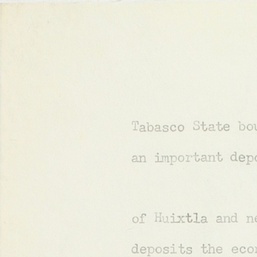 Tabasco State bou
an important depo
of Huixtla and ne
deposits the econ